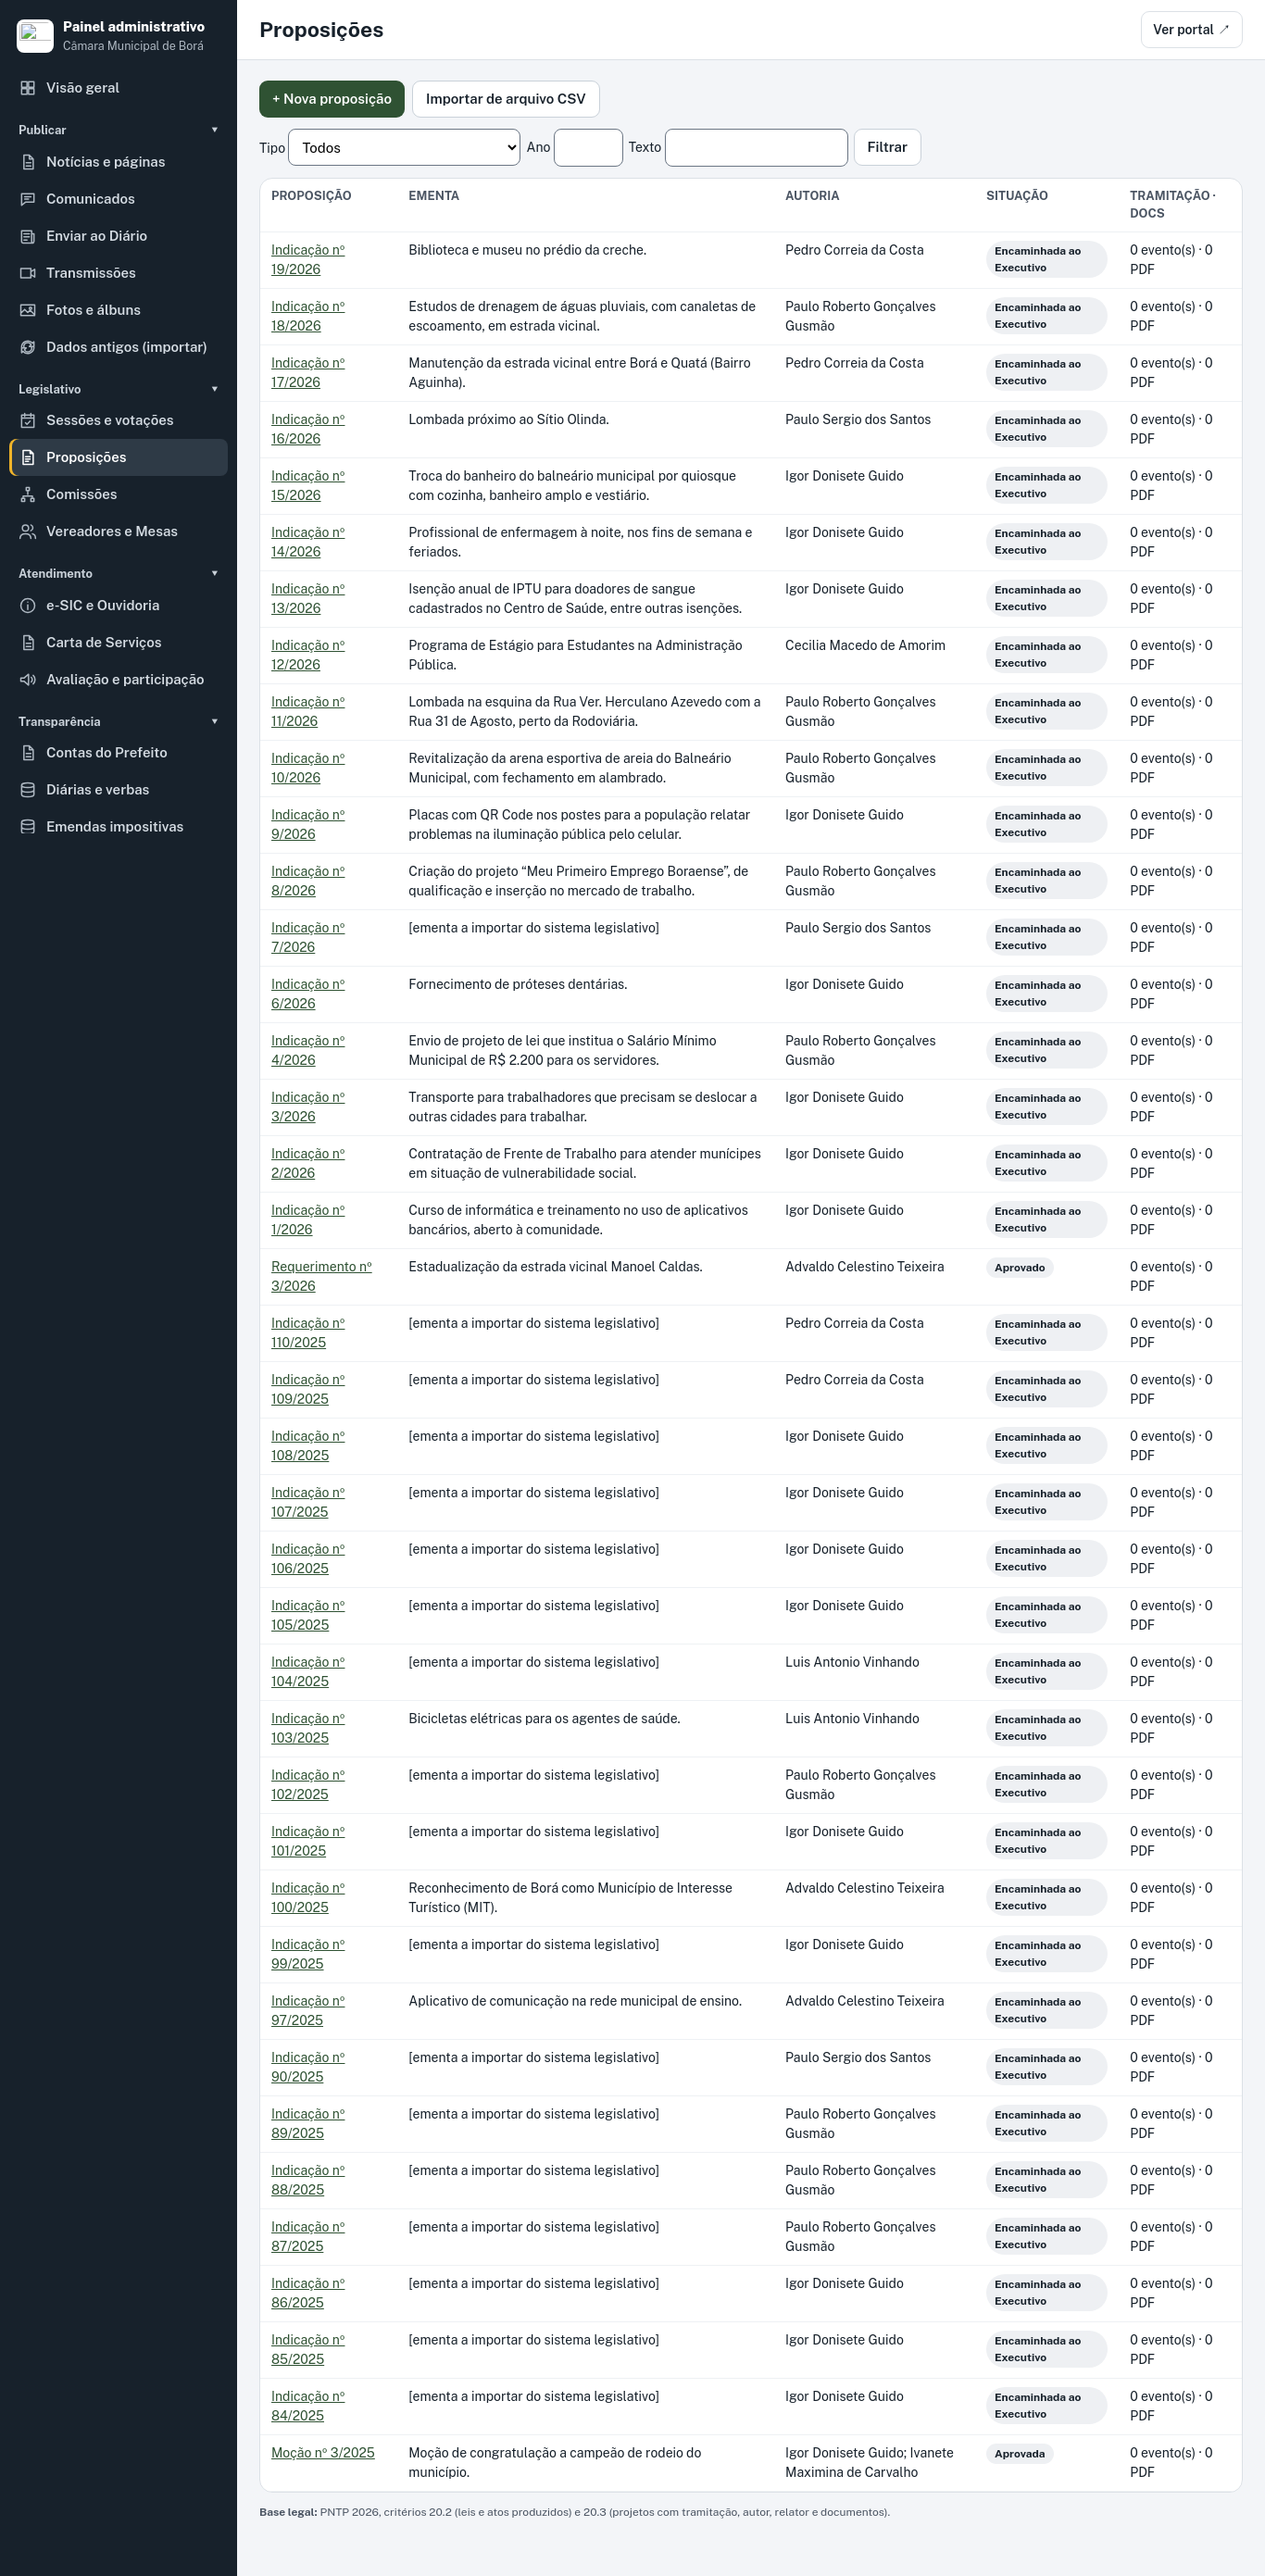 Painel administrativo
Câmara Municipal de Borá
Visão geral
Publicar
Notícias e páginas
Comunicados
Enviar ao Diário
Transmissões
Fotos e álbuns
Dados antigos (importar)
Legislativo
Sessões e votações
Proposições
Comissões
Vereadores e Mesas
Atendimento
e-SIC e Ouvidoria
Carta de Serviços
Avaliação e participação
Transparência
Contas do Prefeito
Diárias e verbas
Emendas impositivas
Proposições
Ver portal ↗
+ Nova proposição Importar de arquivo CSV
Tipo Todos Ano Texto Filtrar
PROPOSIÇÃO EMENTA AUTORIA SITUAÇÃO TRAMITAÇÃO ·
DOCS
Indicação nº Biblioteca e museu no prédio da creche. Pedro Correia da Costa Encaminhada ao 0 evento(s) · 0
19/2026 Executivo PDF
Indicação nº Estudos de drenagem de águas pluviais, com canaletas de Paulo Roberto Gonçalves Encaminhada ao 0 evento(s) · 0
18/2026 escoamento, em estrada vicinal. Gusmão Executivo PDF
Indicação nº Manutenção da estrada vicinal entre Borá e Quatá (Bairro Pedro Correia da Costa Encaminhada ao 0 evento(s) · 0
17/2026 Aguinha). Executivo PDF
Indicação nº Lombada próximo ao Sítio Olinda. Paulo Sergio dos Santos Encaminhada ao 0 evento(s) · 0
16/2026 Executivo PDF
Indicação nº Troca do banheiro do balneário municipal por quiosque Igor Donisete Guido Encaminhada ao 0 evento(s) · 0
15/2026 com cozinha, banheiro amplo e vestiário. Executivo PDF
Indicação nº Profissional de enfermagem à noite, nos fins de semana e Igor Donisete Guido Encaminhada ao 0 evento(s) · 0
14/2026 feriados. Executivo PDF
Indicação nº Isenção anual de IPTU para doadores de sangue Igor Donisete Guido Encaminhada ao 0 evento(s) · 0
13/2026 cadastrados no Centro de Saúde, entre outras isenções. Executivo PDF
Indicação nº Programa de Estágio para Estudantes na Administração Cecilia Macedo de Amorim Encaminhada ao 0 evento(s) · 0
12/2026 Pública. Executivo PDF
Indicação nº Lombada na esquina da Rua Ver. Herculano Azevedo com a Paulo Roberto Gonçalves Encaminhada ao 0 evento(s) · 0
11/2026 Rua 31 de Agosto, perto da Rodoviária. Gusmão Executivo PDF
Indicação nº Revitalização da arena esportiva de areia do Balneário Paulo Roberto Gonçalves Encaminhada ao 0 evento(s) · 0
10/2026 Municipal, com fechamento em alambrado. Gusmão Executivo PDF
Indicação nº Placas com QR Code nos postes para a população relatar Igor Donisete Guido Encaminhada ao 0 evento(s) · 0
9/2026 problemas na iluminação pública pelo celular. Executivo PDF
Indicação nº Criação do projeto “Meu Primeiro Emprego Boraense”, de Paulo Roberto Gonçalves Encaminhada ao 0 evento(s) · 0
8/2026 qualificação e inserção no mercado de trabalho. Gusmão Executivo PDF
Indicação nº [ementa a importar do sistema legislativo] Paulo Sergio dos Santos Encaminhada ao 0 evento(s) · 0
7/2026 Executivo PDF
Indicação nº Fornecimento de próteses dentárias. Igor Donisete Guido Encaminhada ao 0 evento(s) · 0
6/2026 Executivo PDF
Indicação nº Envio de projeto de lei que institua o Salário Mínimo Paulo Roberto Gonçalves Encaminhada ao 0 evento(s) · 0
4/2026 Municipal de R$ 2.200 para os servidores. Gusmão Executivo PDF
Indicação nº Transporte para trabalhadores que precisam se deslocar a Igor Donisete Guido Encaminhada ao 0 evento(s) · 0
3/2026 outras cidades para trabalhar. Executivo PDF
Indicação nº Contratação de Frente de Trabalho para atender munícipes Igor Donisete Guido Encaminhada ao 0 evento(s) · 0
2/2026 em situação de vulnerabilidade social. Executivo PDF
Indicação nº Curso de informática e treinamento no uso de aplicativos Igor Donisete Guido Encaminhada ao 0 evento(s) · 0
1/2026 bancários, aberto à comunidade. Executivo PDF
Requerimento nº Estadualização da estrada vicinal Manoel Caldas. Advaldo Celestino Teixeira Aprovado 0 evento(s) · 0
3/2026 PDF
Indicação nº [ementa a importar do sistema legislativo] Pedro Correia da Costa Encaminhada ao 0 evento(s) · 0
110/2025 Executivo PDF
Indicação nº [ementa a importar do sistema legislativo] Pedro Correia da Costa Encaminhada ao 0 evento(s) · 0
109/2025 Executivo PDF
Indicação nº [ementa a importar do sistema legislativo] Igor Donisete Guido Encaminhada ao 0 evento(s) · 0
108/2025 Executivo PDF
Indicação nº [ementa a importar do sistema legislativo] Igor Donisete Guido Encaminhada ao 0 evento(s) · 0
107/2025 Executivo PDF
Indicação nº [ementa a importar do sistema legislativo] Igor Donisete Guido Encaminhada ao 0 evento(s) · 0
106/2025 Executivo PDF
Indicação nº [ementa a importar do sistema legislativo] Igor Donisete Guido Encaminhada ao 0 evento(s) · 0
105/2025 Executivo PDF
Indicação nº [ementa a importar do sistema legislativo] Luis Antonio Vinhando Encaminhada ao 0 evento(s) · 0
104/2025 Executivo PDF
Indicação nº Bicicletas elétricas para os agentes de saúde. Luis Antonio Vinhando Encaminhada ao 0 evento(s) · 0
103/2025 Executivo PDF
Indicação nº [ementa a importar do sistema legislativo] Paulo Roberto Gonçalves Encaminhada ao 0 evento(s) · 0
102/2025 Gusmão Executivo PDF
Indicação nº [ementa a importar do sistema legislativo] Igor Donisete Guido Encaminhada ao 0 evento(s) · 0
101/2025 Executivo PDF
Indicação nº Reconhecimento de Borá como Município de Interesse Advaldo Celestino Teixeira Encaminhada ao 0 evento(s) · 0
100/2025 Turístico (MIT). Executivo PDF
Indicação nº [ementa a importar do sistema legislativo] Igor Donisete Guido Encaminhada ao 0 evento(s) · 0
99/2025 Executivo PDF
Indicação nº Aplicativo de comunicação na rede municipal de ensino. Advaldo Celestino Teixeira Encaminhada ao 0 evento(s) · 0
97/2025 Executivo PDF
Indicação nº [ementa a importar do sistema legislativo] Paulo Sergio dos Santos Encaminhada ao 0 evento(s) · 0
90/2025 Executivo PDF
Indicação nº [ementa a importar do sistema legislativo] Paulo Roberto Gonçalves Encaminhada ao 0 evento(s) · 0
89/2025 Gusmão Executivo PDF
Indicação nº [ementa a importar do sistema legislativo] Paulo Roberto Gonçalves Encaminhada ao 0 evento(s) · 0
88/2025 Gusmão Executivo PDF
Indicação nº [ementa a importar do sistema legislativo] Paulo Roberto Gonçalves Encaminhada ao 0 evento(s) · 0
87/2025 Gusmão Executivo PDF
Indicação nº [ementa a importar do sistema legislativo] Igor Donisete Guido Encaminhada ao 0 evento(s) · 0
86/2025 Executivo PDF
Indicação nº [ementa a importar do sistema legislativo] Igor Donisete Guido Encaminhada ao 0 evento(s) · 0
85/2025 Executivo PDF
Indicação nº [ementa a importar do sistema legislativo] Igor Donisete Guido Encaminhada ao 0 evento(s) · 0
84/2025 Executivo PDF
Moção nº 3/2025 Moção de congratulação a campeão de rodeio do Igor Donisete Guido; Ivanete Aprovada 0 evento(s) · 0
município. Maximina de Carvalho PDF
Base legal: PNTP 2026, critérios 20.2 (leis e atos produzidos) e 20.3 (projetos com tramitação, autor, relator e documentos).